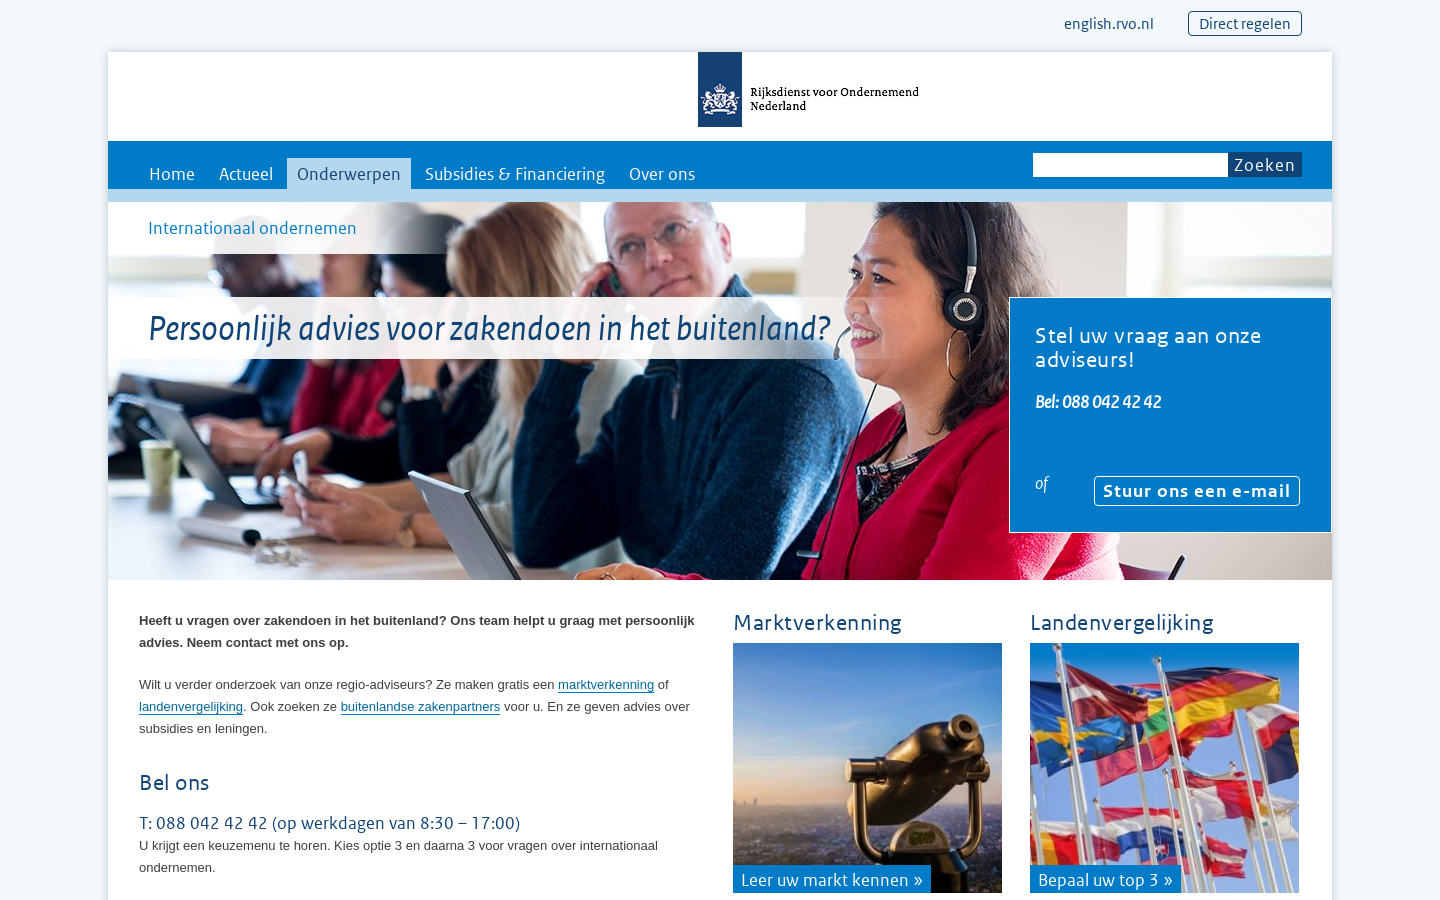 english.rvo.nl
Direct regelen
Rijksdienst voor Ondernemend
Nederland
Home
Actueel
Onderwerpen
Subsidies & Financiering
Over ons
Zoeken
Internationaal ondernemen
Persoonlijk advies voor zakendoen in het buitenland?
Stel uw vraag aan onze
adviseurs!
Bel: 088 042 42 42
of
Stuur ons een e-mail
Heeft u vragen over zakendoen in het buitenland? Ons team helpt u graag met persoonlijk
advies. Neem contact met ons op.
Wilt u verder onderzoek van onze regio-adviseurs? Ze maken gratis een marktverkenning of
landenvergelijking. Ook zoeken ze buitenlandse zakenpartners voor u. En ze geven advies over
subsidies en leningen.
Bel ons
T: 088 042 42 42 (op werkdagen van 8:30 – 17:00)
U krijgt een keuzemenu te horen. Kies optie 3 en daarna 3 voor vragen over internationaal
ondernemen.
Marktverkenning
Leer uw markt kennen »
Landenvergelijking
Bepaal uw top 3 »